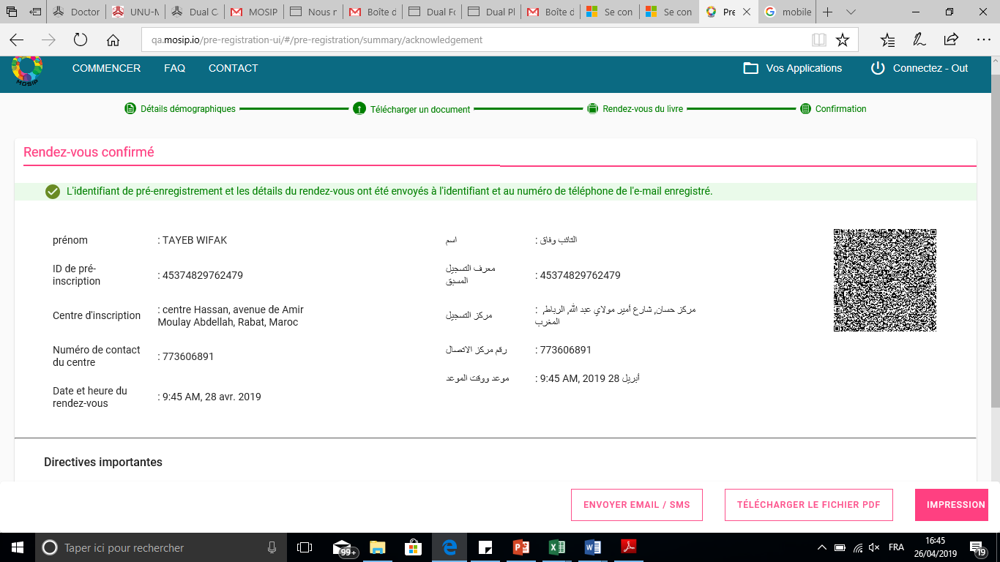 Doctor
UNU-M
Dual C
MOSIP
Nous r
Boîte d
Dual Fo
Dual Pl
Boîte d
Se con
Se con
Pre
mobile
qa.mosip.io/pre-registration-ui/#/pre-registration/summary/acknowledgement
MOSIP
COMMENCER FAQ CONTACT Vos Applications Connectez - Out
Détails démographiques Télécharger un document Rendez-vous du livre Confirmation
Rendez-vous confirmé
L'identifiant de pré-enregistrement et les détails du rendez-vous ont été envoyés à l'identifiant et au numéro de téléphone de l'e-mail enregistré.
prénom : TAYEB WIFAK
ID de pré-
inscription
: 45374829762479
Centre d'inscription
: centre Hassan, avenue de Amir
Moulay Abdellah, Rabat, Maroc
Numéro de contact
du centre
: 773606891
Date et heure du
rendez-vous
: 9:45 AM, 28 avr. 2019
اسم : التائب وفاق
معرف التسجيل
المسبق
: 45374829762479
مركز التسجيل
: مركز حسان, شارع أمير مولاي عبد الله, الرباط,
المغرب
رقم مركز الاتصال : 773606891
موعد ووقت الموعد : 9:45 AM, 2019 28 أبريل
Directives importantes
ENVOYER EMAIL / SMS TÉLÉCHARGER LE FICHIER PDF IMPRESSION
Taper ici pour rechercher
99+
FRA
16:45
26/04/2019
19